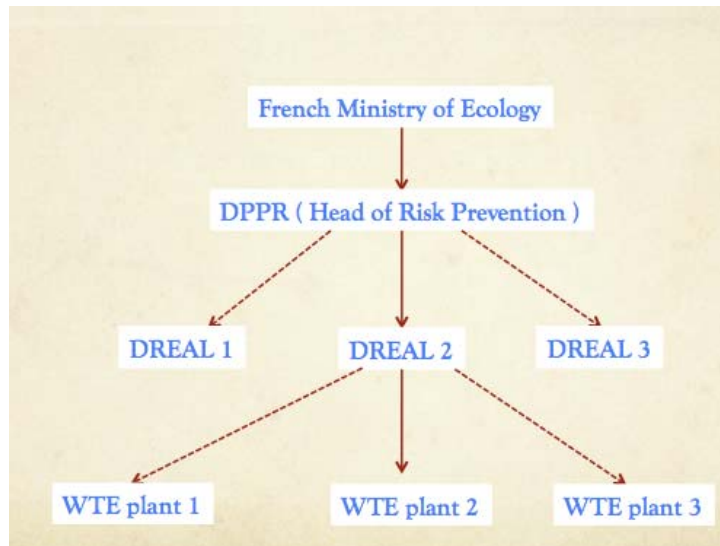 French Ministry of Ecology
DPPR ( Head of Risk Prevention )
DREAL 1
DREAL 2
DREAL 3
WTE plant 1
WTE plant 2
WTE plant 3